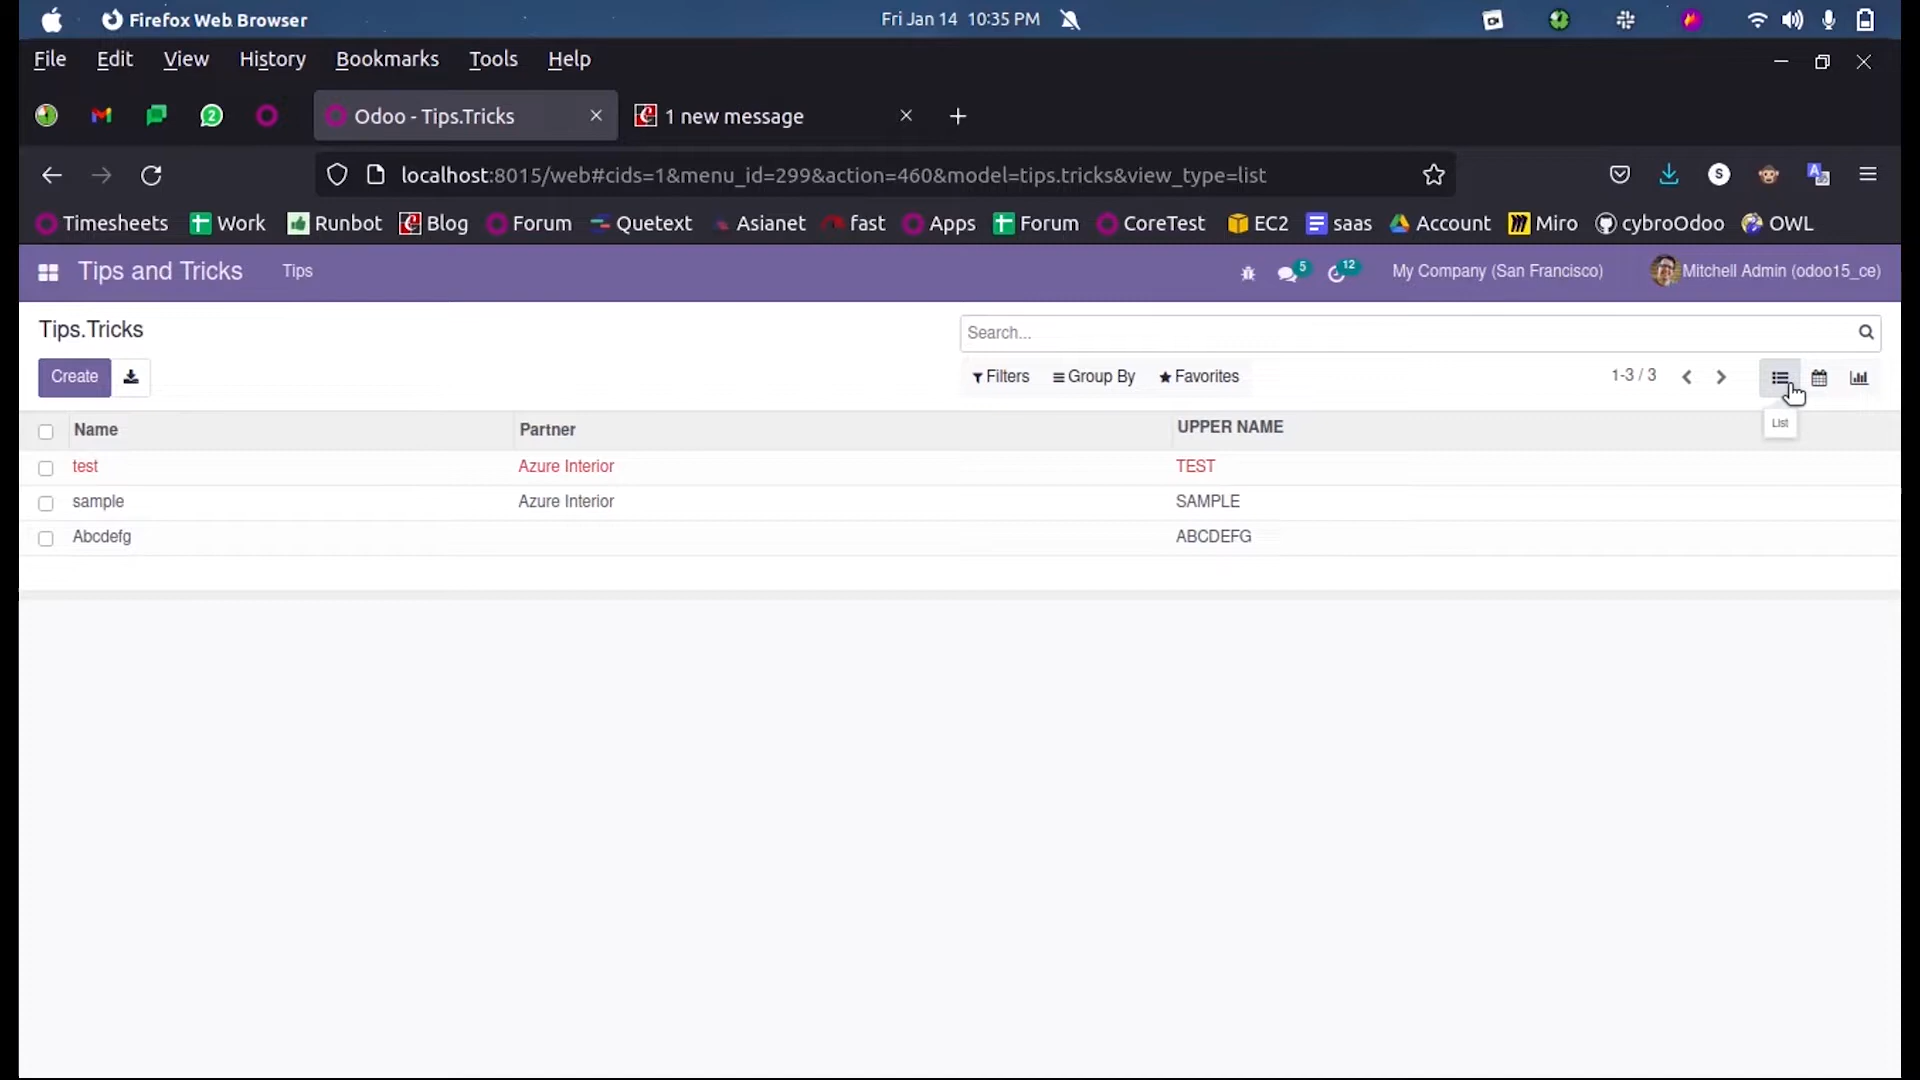 Firefox Web Browser Fri Jan 14 10:35 PM
File Edit View History Bookmarks Tools Help
2 Odoo - Tips.Tricks 1 new message
localhost:8015/web#cids=1&menu_id=299&action=460&model=tips.tricks&view_type=list S
Timesheets Work Runbot Blog Forum Quetext Asianet fast Apps Forum CoreTest EC2 saas Account Miro cybroOdoo OWL
Tips and Tricks Tips 5 12 My Company (San Francisco) Mitchell Admin (odoo15_ce)
Tips.Tricks Search...
Create Filters Group By Favorites 1-3 / 3
List
Name Partner UPPER NAME
test Azure Interior TEST
sample Azure Interior SAMPLE
Abcdefg ABCDEFG